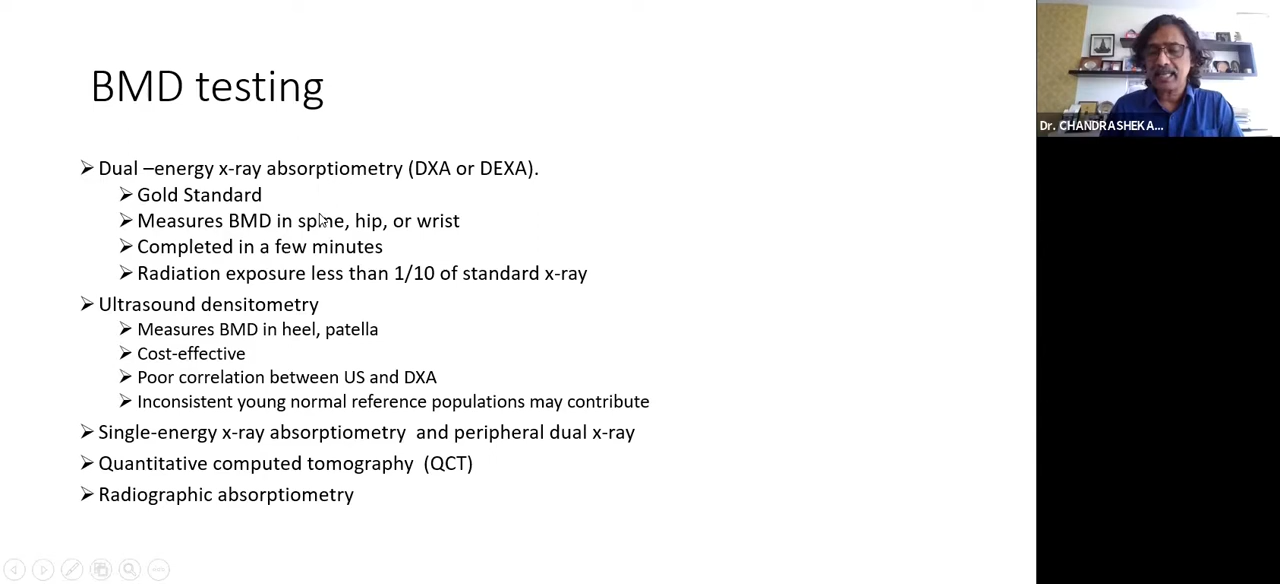 BMD testing
Dual –energy x-ray absorptiometry (DXA or DEXA).
Gold Standard
Measures BMD in spine, hip, or wrist
Completed in a few minutes
Radiation exposure less than 1/10 of standard x-ray
Ultrasound densitometry
Measures BMD in heel, patella
Cost-effective
Poor correlation between US and DXA
Inconsistent young normal reference populations may contribute
Single-energy x-ray absorptiometry and peripheral dual x-ray
Quantitative computed tomography (QCT)
Radiographic absorptiometry
Dr. CHANDRASHEKA...